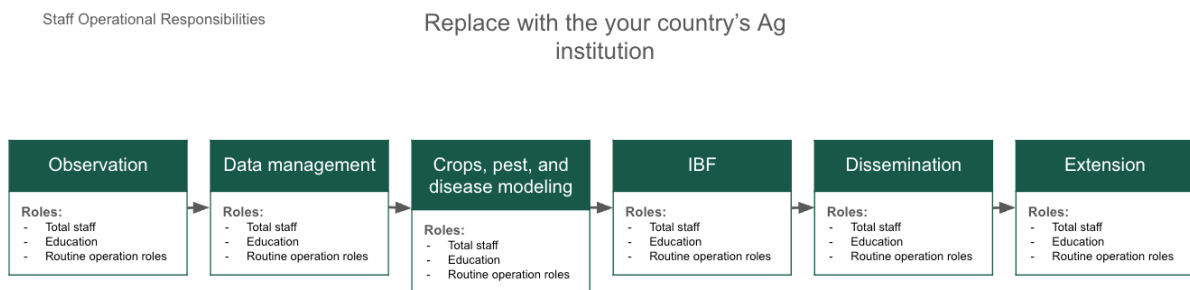 Staff Operational Responsibilities
Replace with the your country’s Ag
institution
Observation
Roles:
- Total staff
- Education
- Routine operation roles
Data management
Roles:
- Total staff
- Education
- Routine operation roles
Crops, pest, and
disease modeling
Roles:
- Total staff
- Education
- Routine operation roles
IBF
Roles:
- Total staff
- Education
- Routine operation roles
Dissemination
Roles:
- Total staff
- Education
- Routine operation roles
Extension
Roles:
- Total staff
- Education
- Routine operation roles